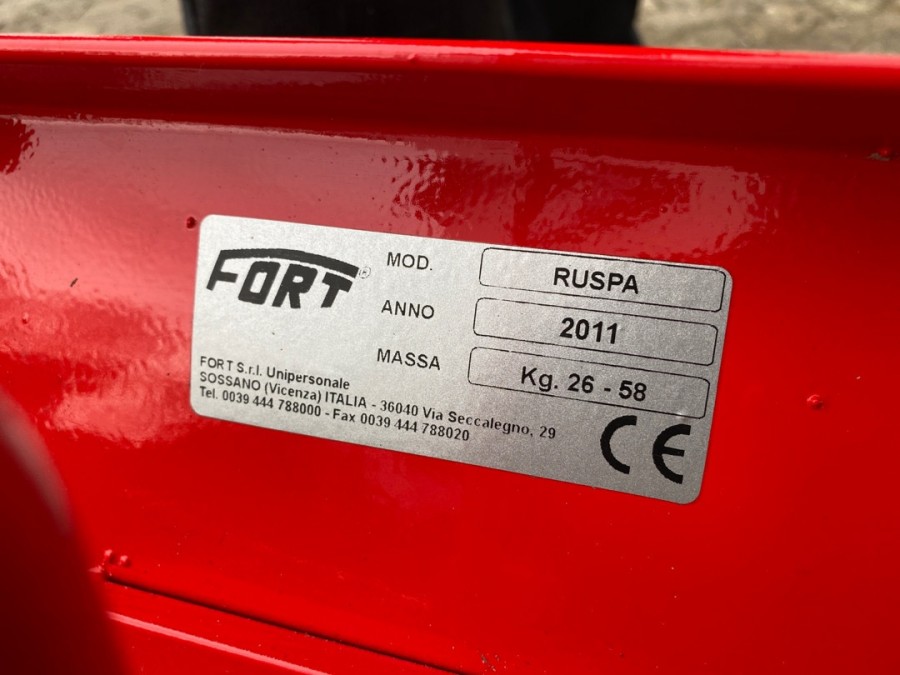 FORT ®
MOD. RUSPA
ANNO 2011
MASSA Kg. 26 - 58
FORT S.r.l. Unipersonale
SOSSANO (Vicenza) ITALIA - 36040 Via Seccalegno, 29
Tel. 0039 444 788000 - Fax 0039 444 788020
CE